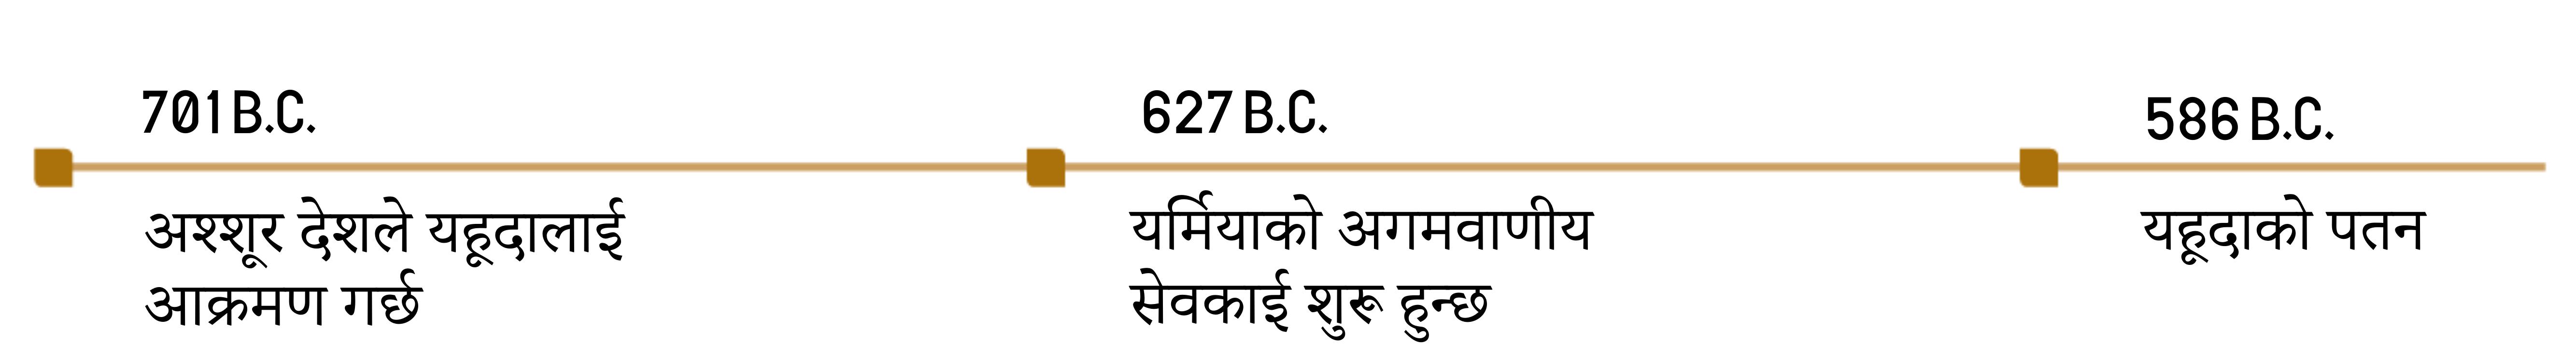 701 B.C.
अश्शूर देशले यहूदालाई
आक्रमण गर्छ
627 B.C.
यर्मियाको अगमवाणीय
सेवकाई शुरू हुन्छ
586 B.C.
यहूदाको पतन